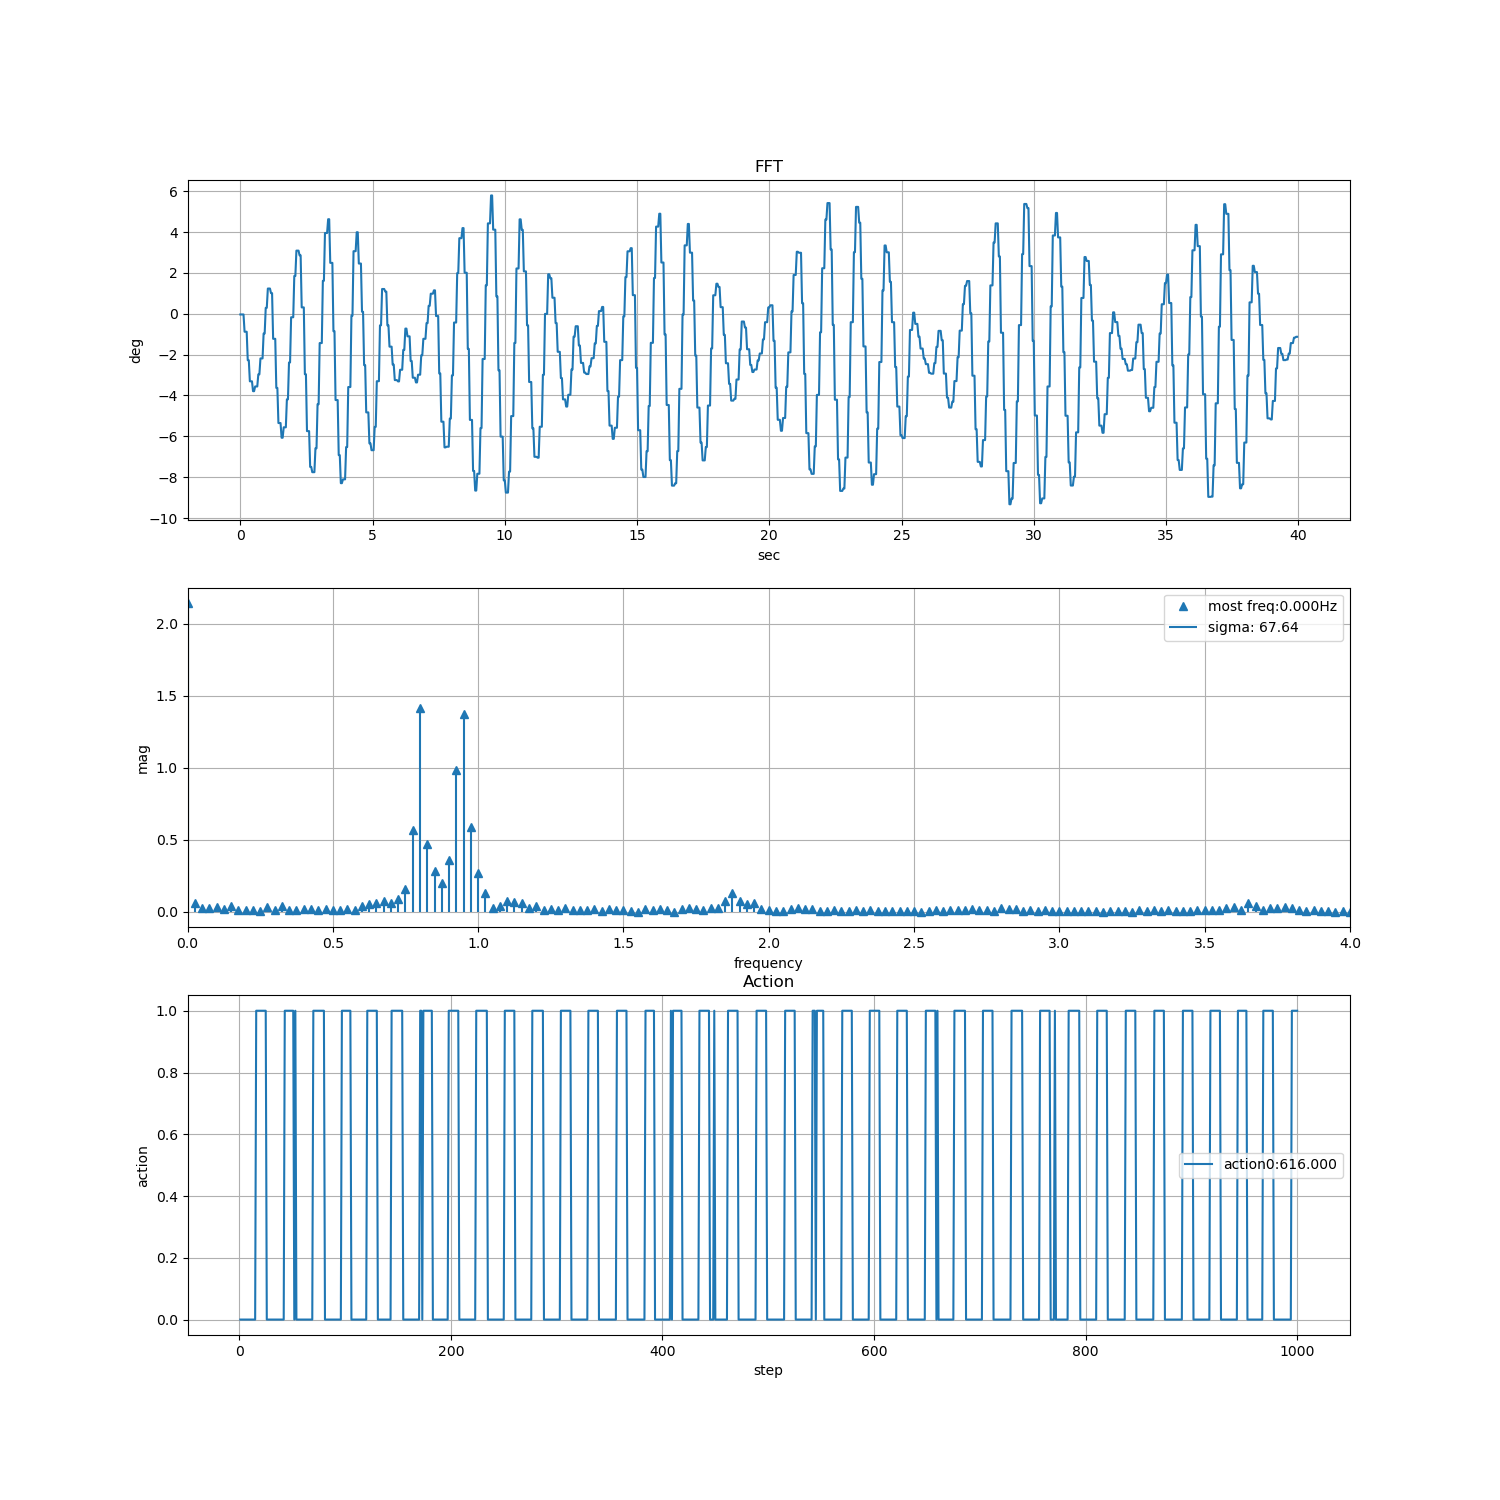 FFT
6
4
2
0
−2
−4
−6
−8
−10
deg
0 5 10 15 20 25 30 35 40
sec
most freq:0.000Hz
sigma: 67.64
2.0
1.5
1.0
0.5
0.0
mag
0.0 0.5 1.0 1.5 2.0 2.5 3.0 3.5 4.0
frequency
Action
1.0
0.8
0.6
0.4
0.2
0.0
action
action0:616.000
0 200 400 600 800 1000
step